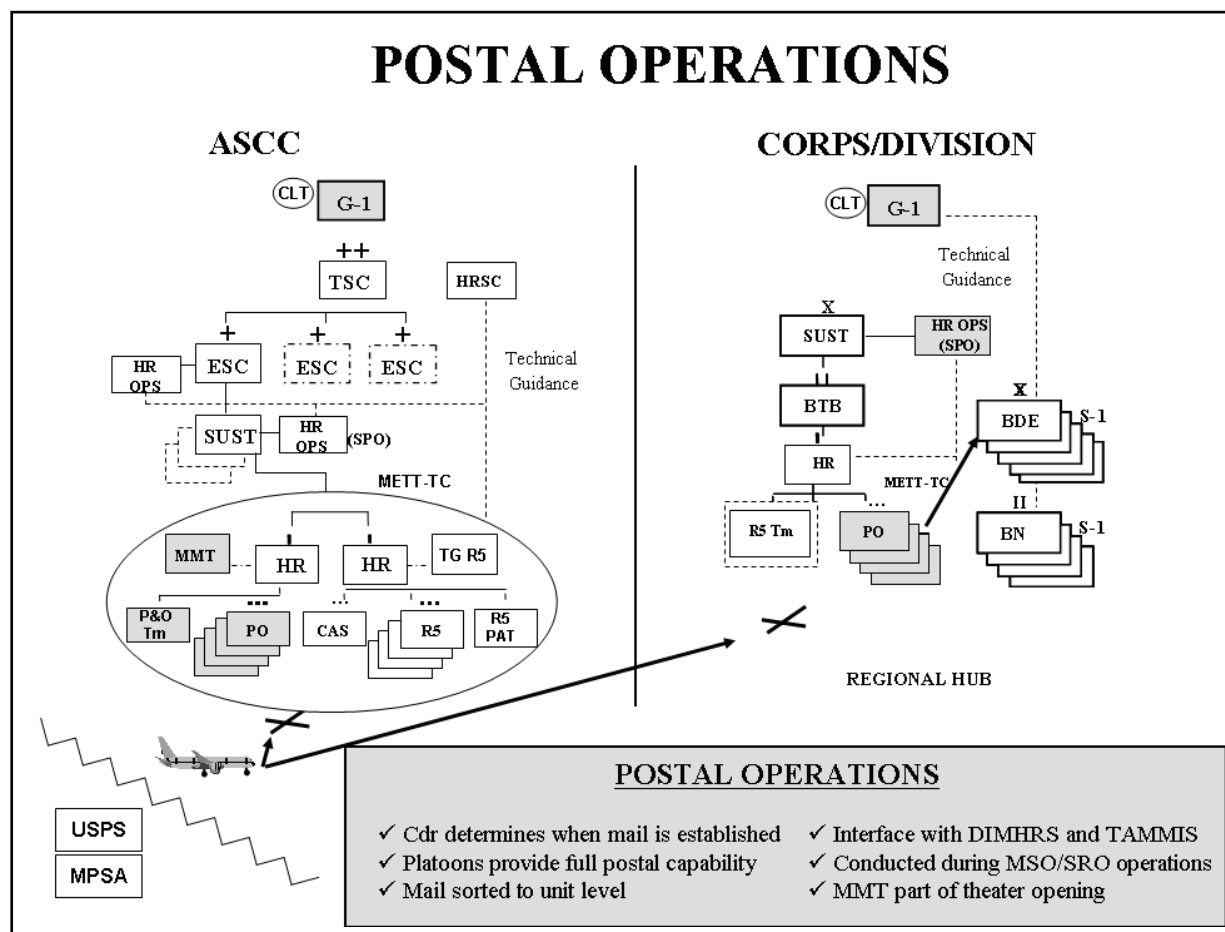 POSTAL OPERATIONS
ASCC
CLT
G-1
++
TSC
HRSC
+
+
+
ESC
ESC
ESC
HR
OPS
Technical
Guidance
SUST
HR
OPS
(SPO)
METT-TC
MMT
HR
HR
TG R5
P&O
Tm
...
PO
...
CAS
...
R5
R5
PAT
USPS
MPSA
CORPS/DIVISION
CLT
G-1
Technical
Guidance
X
SUST
HR OPS
(SPO)
II
BTB
I
HR
METT-TC
R5 Tm
...
PO
X
BDE
S-1
II
BN
S-1
REGIONAL HUB
POSTAL OPERATIONS
✓ Cdr determines when mail is established
✓ Platoons provide full postal capability
✓ Mail sorted to unit level
✓ Interface with DIMHRS and TAMMIS
✓ Conducted during MSO/SRO operations
✓ MMT part of theater opening